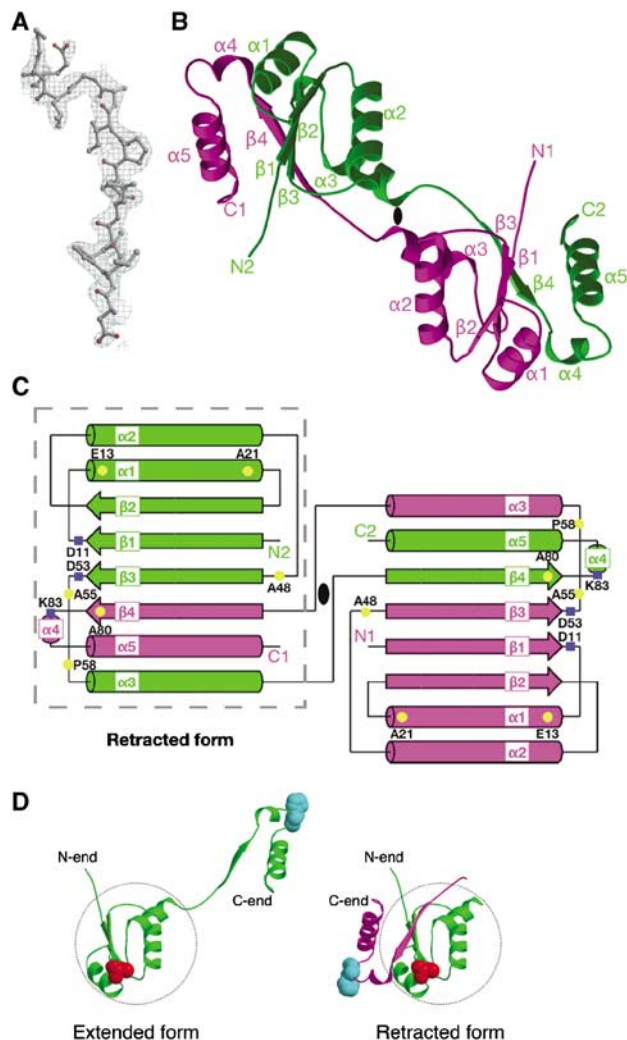 A
B
α4
α1
α2
β2
β4
α5
β1
α3
β3
C1
N2
N1
C2
β3
α3
β1
β4
α5
α2
β2
α1
α4
C
α2
E13
A21
α1
β2
β1
D11
N2
D53
β3
A55
A48
K83
β4
α4
A80
α5
C1
P58
α3
Retracted form
α3
P58
C2
α5
α4
A80
β4
K83
A48
A55
β3
D53
N1
D11
β1
β2
α1
A21
E13
α2
D
N-end
C-end
Extended form
N-end
C-end
Retracted form